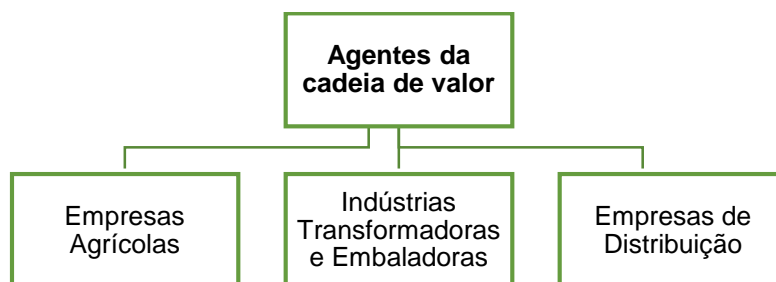 Agentes da
cadeia de valor
Empresas
Agrícolas
Indústrias
Transformadoras
e Embaladoras
Empresas de
Distribuição